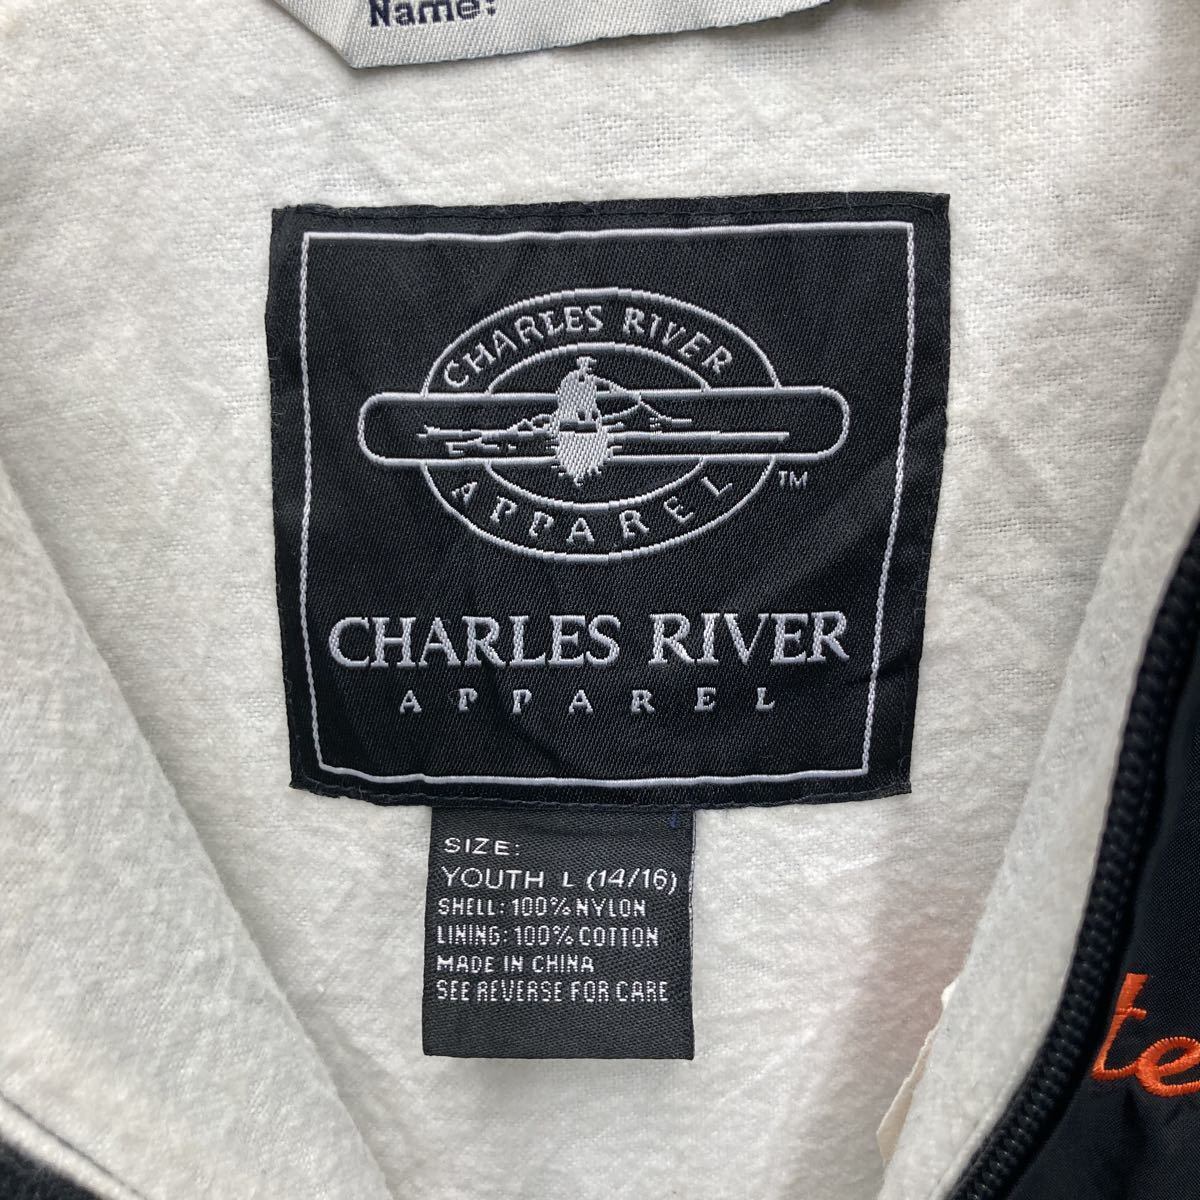 Name:
CHARLES RIVER
APPAREL
TM
CHARLES RIVER
APPAREL
SIZE:
YOUTH L (14/16)
SHELL: 100% NYLON
LINING: 100% COTTON
MADE IN CHINA
SEE REVERSE FOR CARE
te